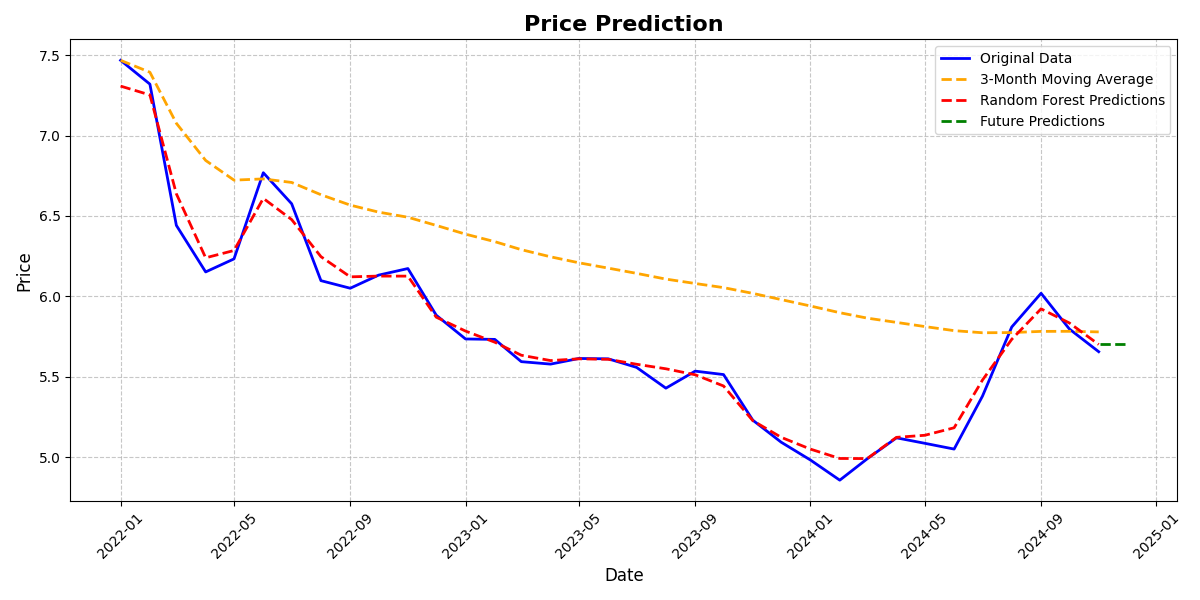 Price Prediction
Price
7.5
7.0
6.5
6.0
5.5
5.0
Original Data
3-Month Moving Average
Random Forest Predictions
Future Predictions
2022-01
2022-05
2022-09
2023-01
2023-05
2023-09
2024-01
2024-05
2024-09
2025-01
Date